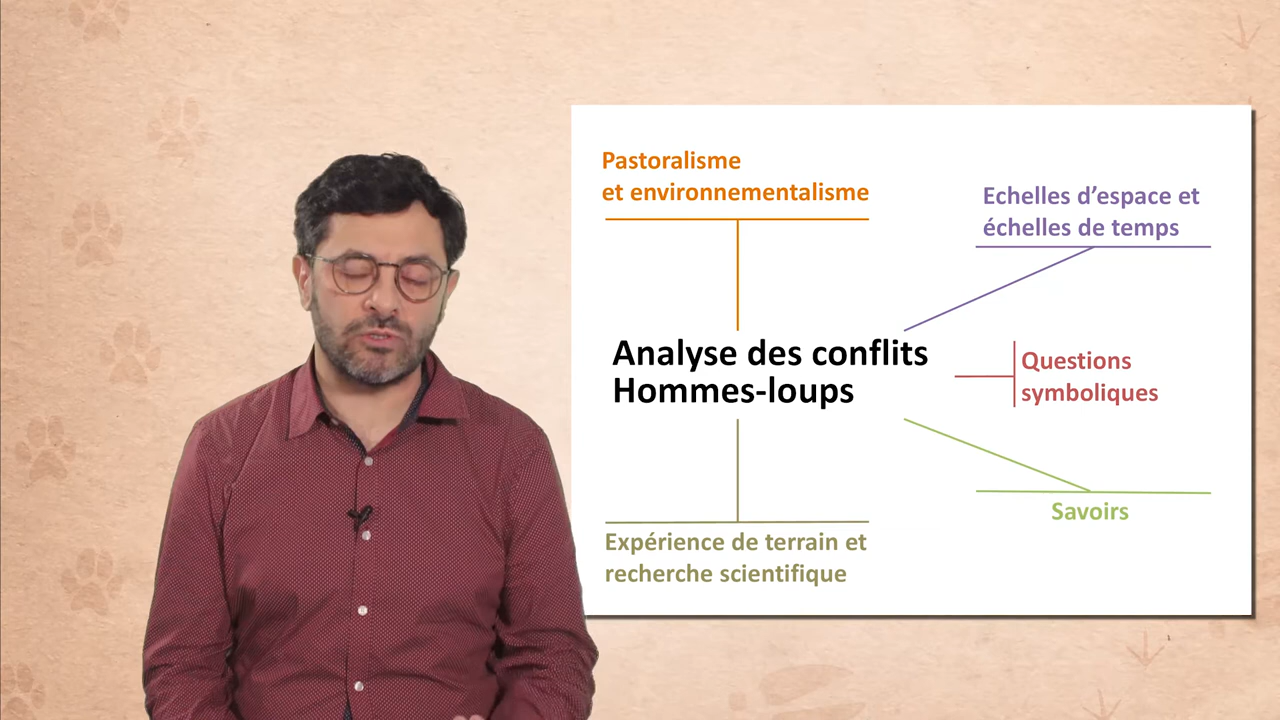 Pastoralisme
et environnementalisme
Echelles d’espace et
échelles de temps
Analyse des conflits
Hommes-loups
Questions
symboliques
Savoirs
Expérience de terrain et
recherche scientifique